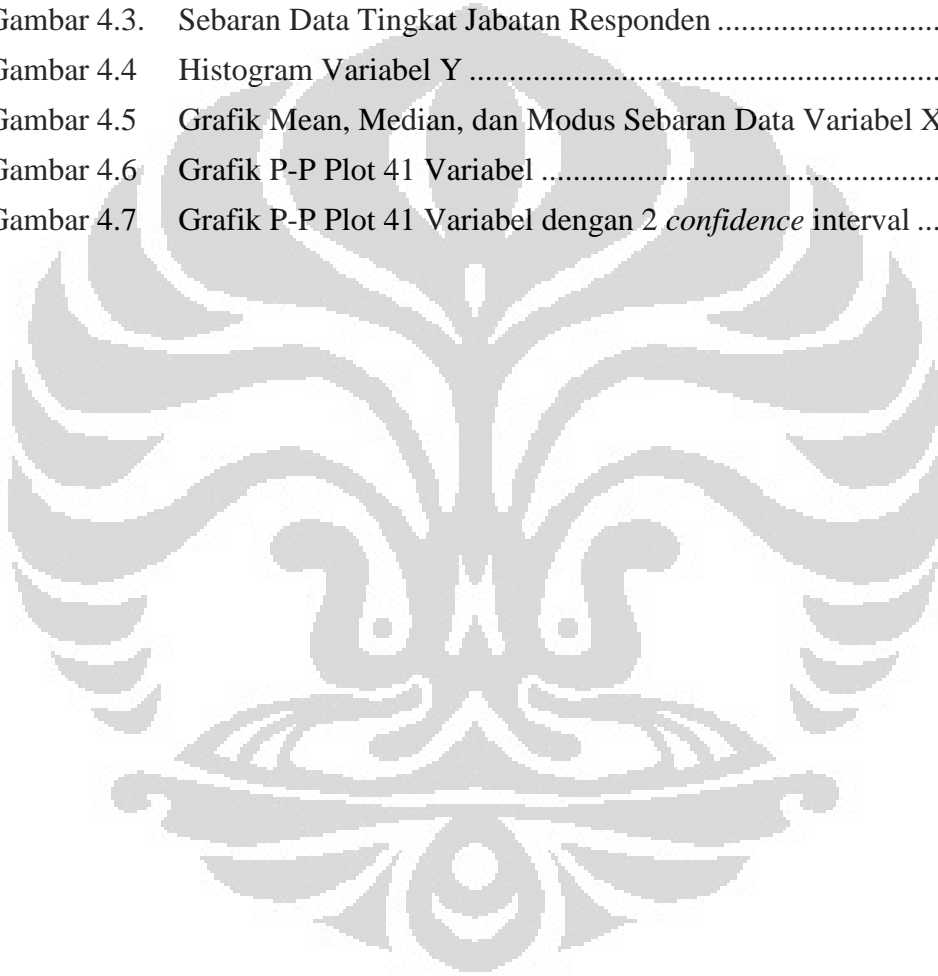 Gambar 4.3. Sebaran Data Tingkat Jabatan Responden ............................
Gambar 4.4 Histogram Variabel Y ............................................................
Gambar 4.5 Grafik Mean, Median, dan Modus Sebaran Data Variabel X
Gambar 4.6 Grafik P-P Plot 41 Variabel ...................................................
Gambar 4.7 Grafik P-P Plot 41 Variabel dengan 2 confidence interval ...